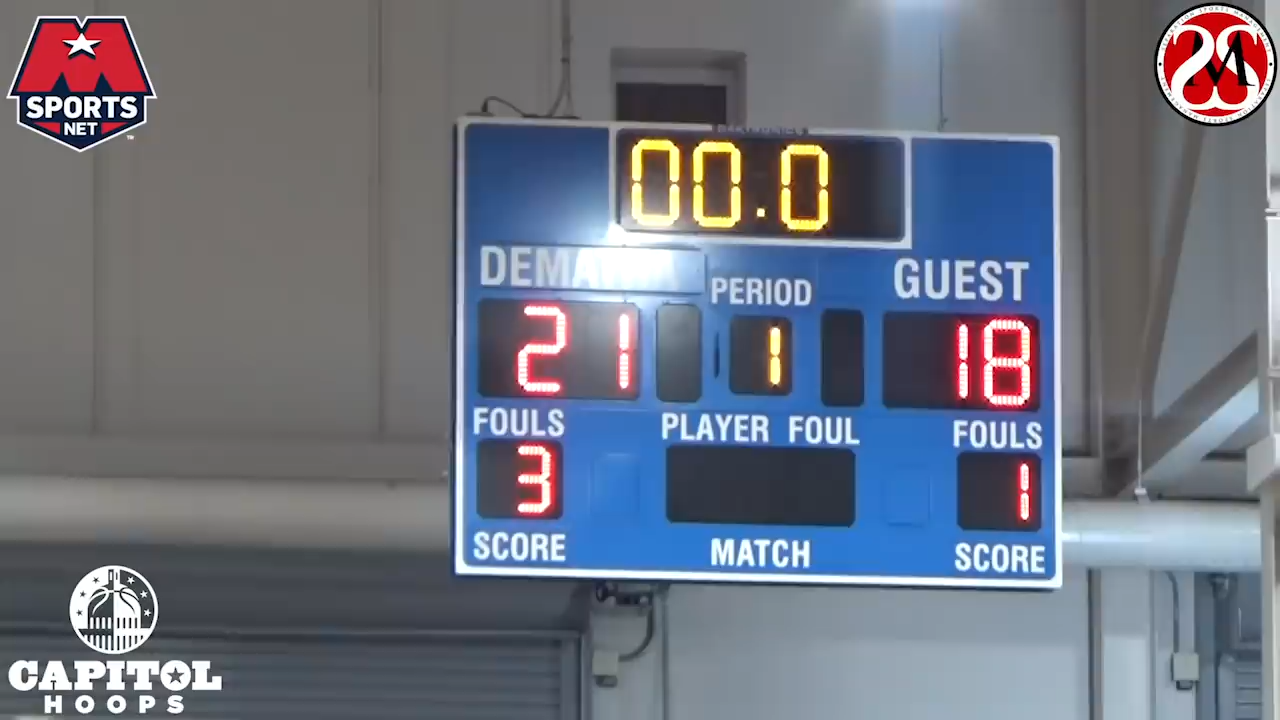 SPORTS
NET
00.0
GUEST
PERIOD
21
1
18
FOULS
PLAYER FOUL
FOULS
3
1
SCORE
MATCH
SCORE
CAPITOL
HOOPS